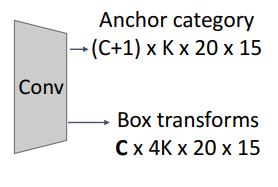 Anchor category
(C+1) x K x 20 x 15
Conv
Box transforms
C x 4K x 20 x 15